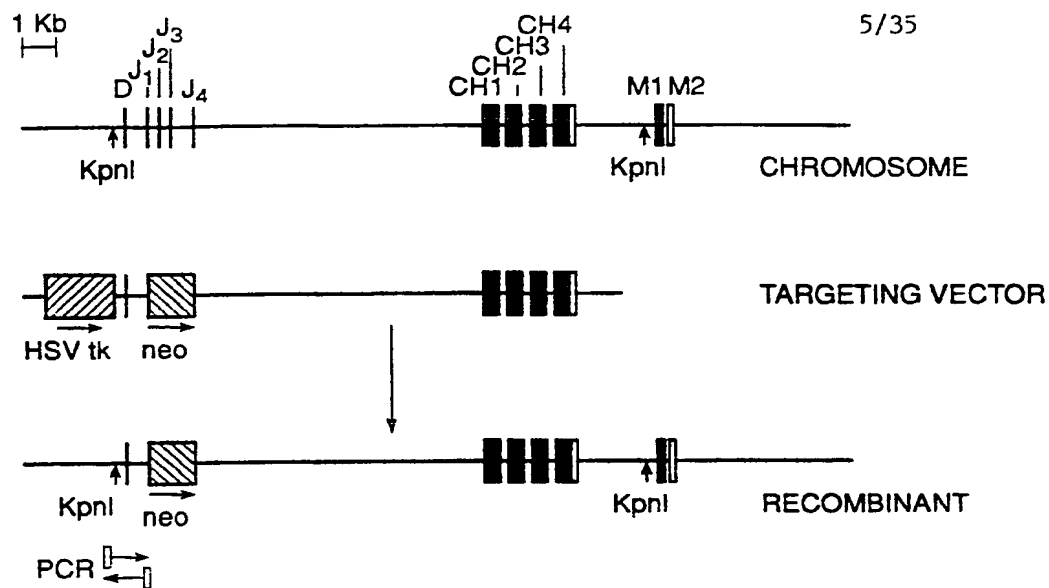 1 Kb
5/35
D J1 J2 J3 J4
CH1 CH2 CH3 CH4
M1 M2
KpnI
KpnI
CHROMOSOME
HSV tk
neo
TARGETING VECTOR
KpnI
neo
KpnI
RECOMBINANT
PCR